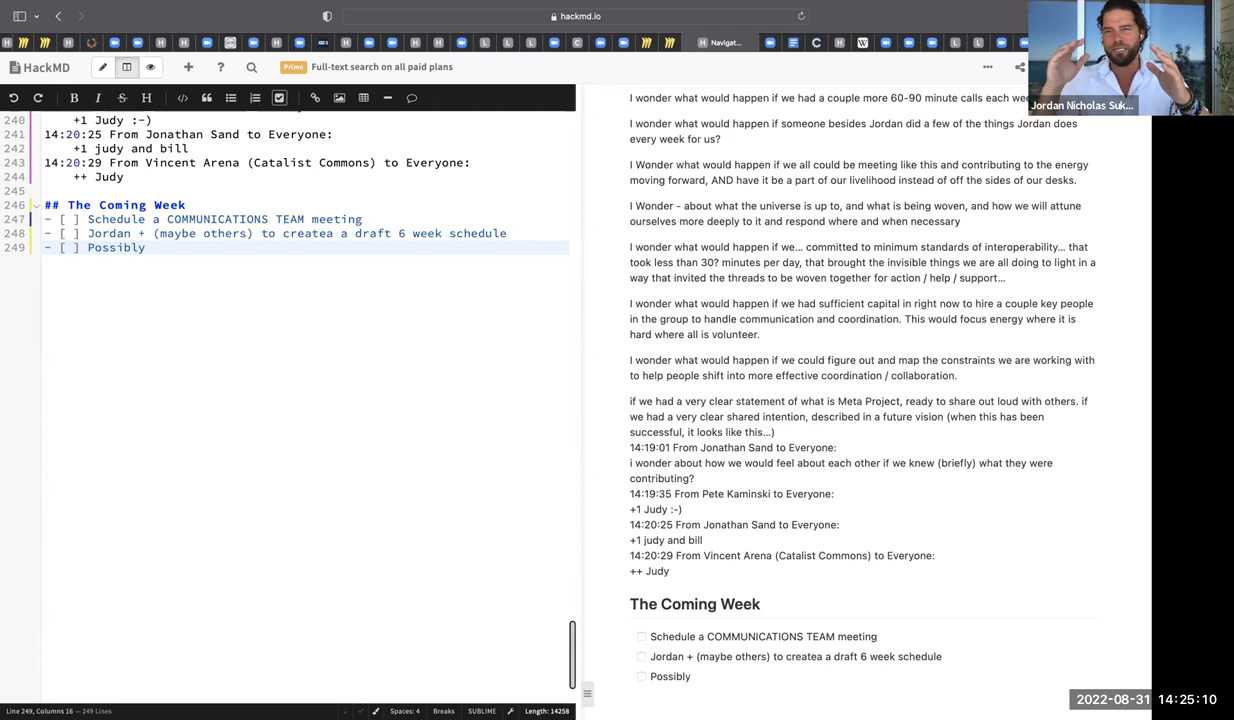 hackmd.io
Navigat...
HackMD
Prime Full-text search on all paid plans
240 +1 Judy :-)
241 14:20:25 From Jonathan Sand to Everyone:
242 +1 judy and bill
243 14:20:29 From Vincent Arena (Catalist Commons) to Everyone:
244 ++ Judy
245
246 ## The Coming Week
247 - [ ] Schedule a COMMUNICATIONS TEAM meeting
248 - [ ] Jordan + (maybe others) to createa a draft 6 week schedule
249 - [ ] Possibly
Line 249, Columns 16 — 249 Lines
Spaces: 4 Breaks SUBLIME Length: 14258
I wonder what would happen if we had a couple more 60-90 minute calls each
I wonder what would happen if someone besides Jordan did a few of the things Jordan does
every week for us?
I Wonder what would happen if we all could be meeting like this and contributing to the energy
moving forward, AND have it be a part of our livelihood instead of off the sides of our desks.
I Wonder - about what the universe is up to, and what is being woven, and how we will attune
ourselves more deeply to it and respond where and when necessary
I wonder what would happen if we... committed to minimum standards of interoperability... that
took less than 30? minutes per day, that brought the invisible things we are all doing to light in a
way that invited the threads to be woven together for action / help / support...
I wonder what would happen if we had sufficient capital in right now to hire a couple key people
in the group to handle communication and coordination. This would focus energy where it is
hard where all is volunteer.
I wonder what would happen if we could figure out and map the constraints we are working with
to help people shift into more effective coordination / collaboration.
if we had a very clear statement of what is Meta Project, ready to share out loud with others. if
we had a very clear shared intention, described in a future vision (when this has been
successful, it looks like this...)
14:19:01 From Jonathan Sand to Everyone:
i wonder about how we would feel about each other if we knew (briefly) what they were
contributing?
14:19:35 From Pete Kaminski to Everyone:
+1 Judy :-)
14:20:25 From Jonathan Sand to Everyone:
+1 judy and bill
14:20:29 From Vincent Arena (Catalist Commons) to Everyone:
++ Judy
The Coming Week
Schedule a COMMUNICATIONS TEAM meeting
Jordan + (maybe others) to createa a draft 6 week schedule
Possibly
Jordan Nicholas Suk...
2022-08-31 14:25:10